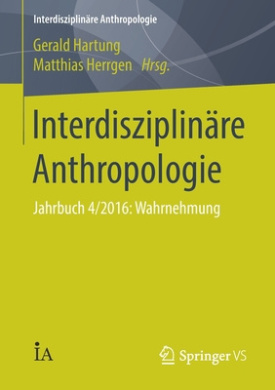 Interdisziplinäre Anthropologie
Gerald Hartung
Matthias Herrgen Hrsg.
Interdisziplinäre
Anthropologie
Jahrbuch 4/2016: Wahrnehmung
iA
Springer VS